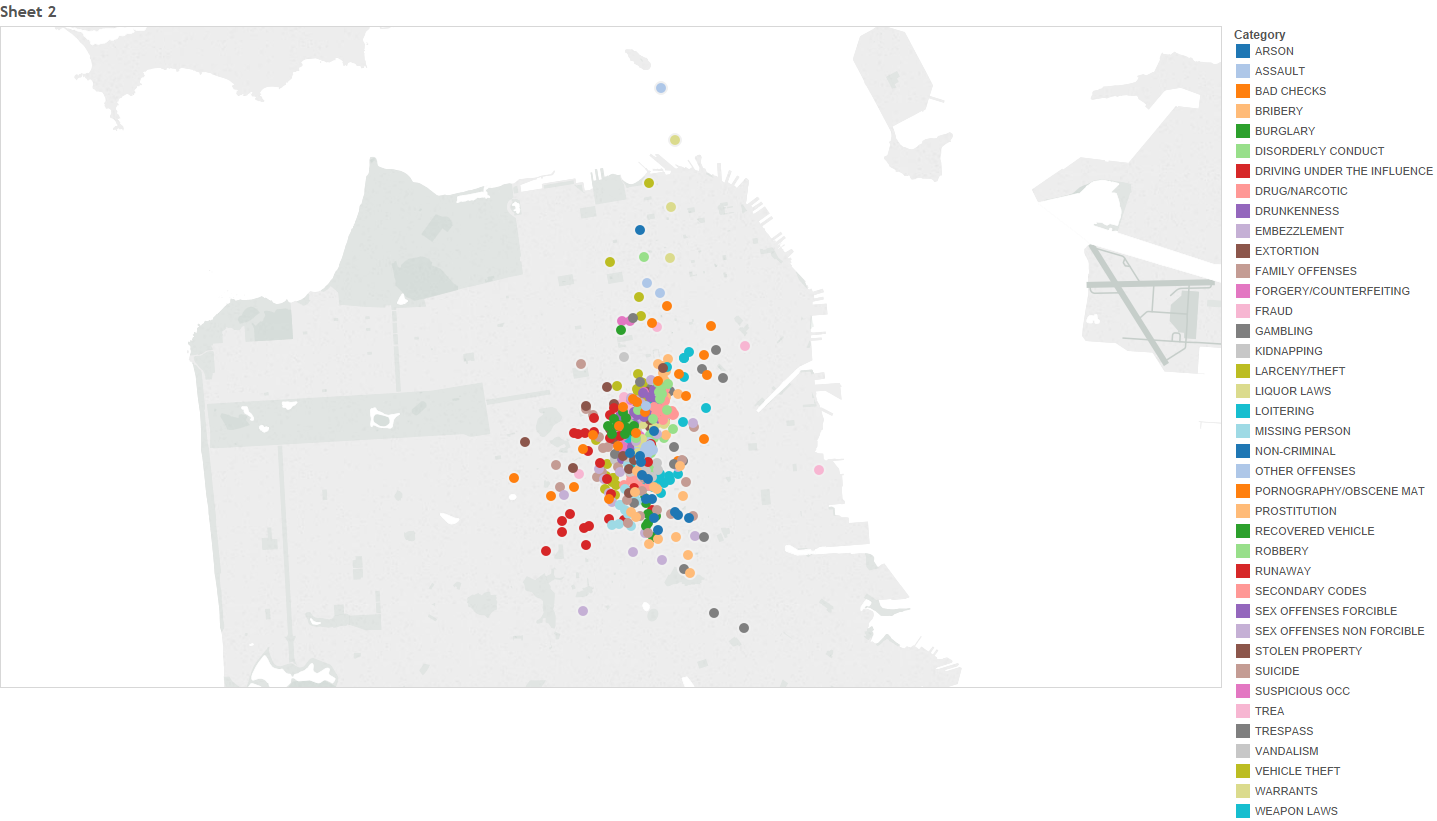 Sheet 2
Category
ARSON
ASSAULT
BAD CHECKS
BRIBERY
BURGLARY
DISORDERLY CONDUCT
DRIVING UNDER THE INFLUENCE
DRUG/NARCOTIC
DRUNKENNESS
EMBEZZLEMENT
EXTORTION
FAMILY OFFENSES
FORGERY/COUNTERFEITING
FRAUD
GAMBLING
KIDNAPPING
LARCENY/THEFT
LIQUOR LAWS
LOITERING
MISSING PERSON
NON-CRIMINAL
OTHER OFFENSES
PORNOGRAPHY/OBSCENE MAT
PROSTITUTION
RECOVERED VEHICLE
ROBBERY
RUNAWAY
SECONDARY CODES
SEX OFFENSES FORCIBLE
SEX OFFENSES NON FORCIBLE
STOLEN PROPERTY
SUICIDE
SUSPICIOUS OCC
TREA
TRESPASS
VANDALISM
VEHICLE THEFT
WARRANTS
WEAPON LAWS